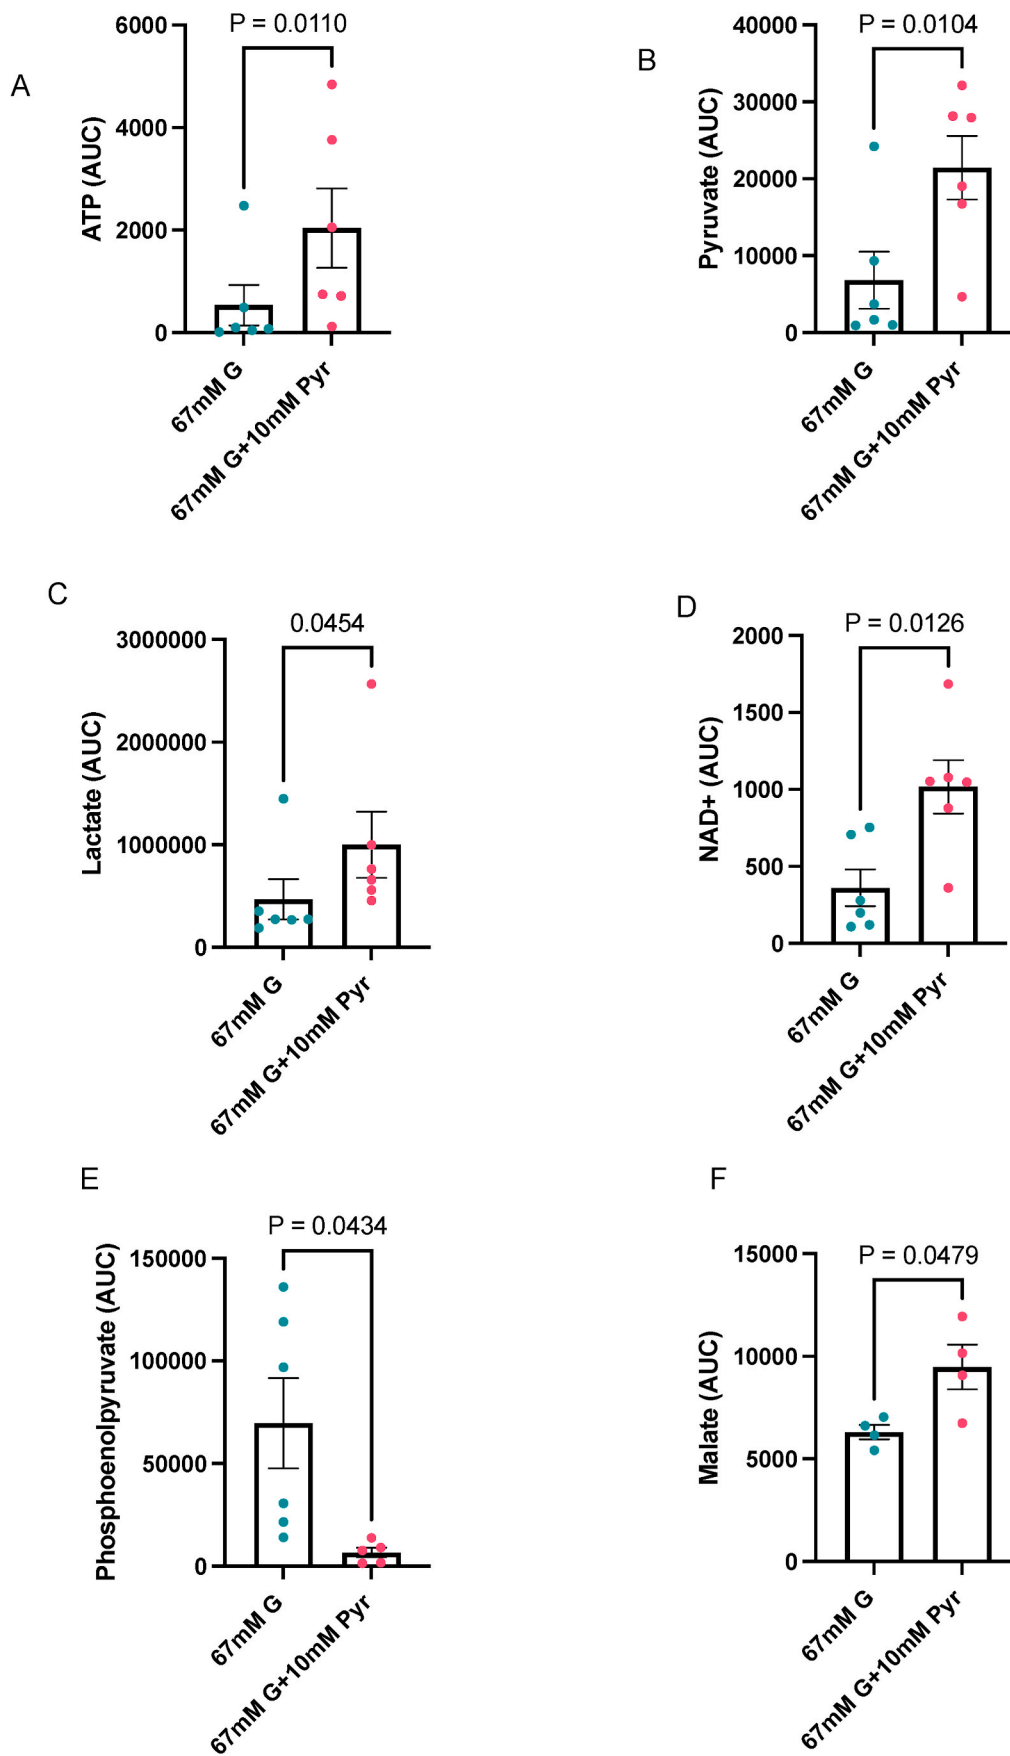 A
P = 0.0110
ATP (AUC)
6000
4000
2000
0
67mM G
67mM G+10mM Pyr
B
P = 0.0104
Pyruvate (AUC)
40000
30000
20000
10000
0
67mM G
67mM G+10mM Pyr
C
0.0454
Lactate (AUC)
3000000
2000000
1000000
0
67mM G
67mM G+10mM Pyr
D
P = 0.0126
NAD+ (AUC)
2000
1500
1000
500
0
67mM G
67mM G+10mM Pyr
E
P = 0.0434
Phosphoenolpyruvate (AUC)
150000
100000
50000
0
67mM G
67mM G+10mM Pyr
F
P = 0.0479
Malate (AUC)
15000
10000
5000
0
67mM G
67mM G+10mM Pyr